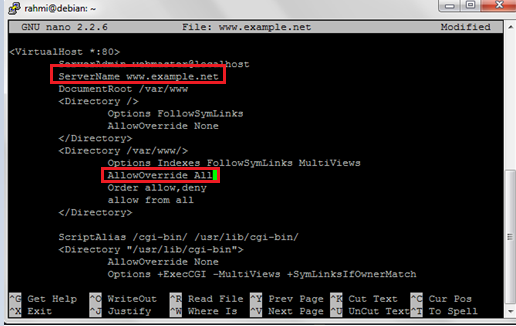 rahmi@debian: ~
GNU nano 2.2.6 File: www.example.net Modified
<VirtualHost *:80>
ServerAdmin webmaster@localhost
ServerName www.example.net
DocumentRoot /var/www
<Directory />
Options FollowSymLinks
AllowOverride None
</Directory>
<Directory /var/www/>
Options Indexes FollowSymLinks MultiViews
AllowOverride All
Order allow,deny
allow from all
</Directory>
ScriptAlias /cgi-bin/ /usr/lib/cgi-bin/
<Directory "/usr/lib/cgi-bin">
AllowOverride None
Options +ExecCGI -MultiViews +SymLinksIfOwnerMatch
^G Get Help ^O WriteOut ^R Read File ^Y Prev Page ^K Cut Text ^C Cur Pos
^X Exit ^J Justify ^W Where Is ^V Next Page ^U UnCut Text ^T To Spell